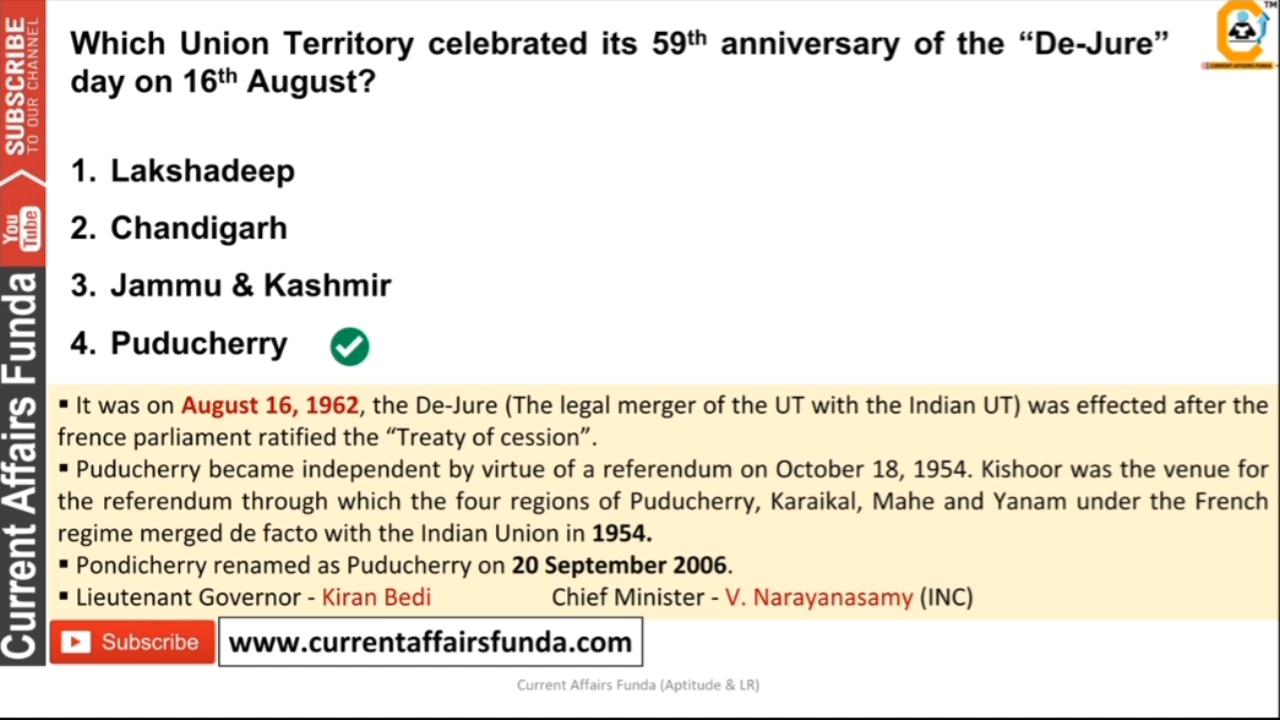 Which Union Territory celebrated its 59th anniversary of the “De-Jure”
day on 16th August?
1. Lakshadeep
2. Chandigarh
3. Jammu & Kashmir
4. Puducherry
▪ It was on August 16, 1962, the De-Jure (The legal merger of the UT with the Indian UT) was effected after the
frence parliament ratified the “Treaty of cession”.
▪ Puducherry became independent by virtue of a referendum on October 18, 1954. Kishoor was the venue for
the referendum through which the four regions of Puducherry, Karaikal, Mahe and Yanam under the French
regime merged de facto with the Indian Union in 1954.
▪ Pondicherry renamed as Puducherry on 20 September 2006.
▪ Lieutenant Governor - Kiran Bedi Chief Minister - V. Narayanasamy (INC)
Subscribe www.currentaffairsfunda.com
Current Affairs Funda (Aptitude & LR)
SUBSCRIBE
TO OUR CHANNEL
You Tube
Current Affairs Funda
CURRENT AFFAIRS FUNDA
TM